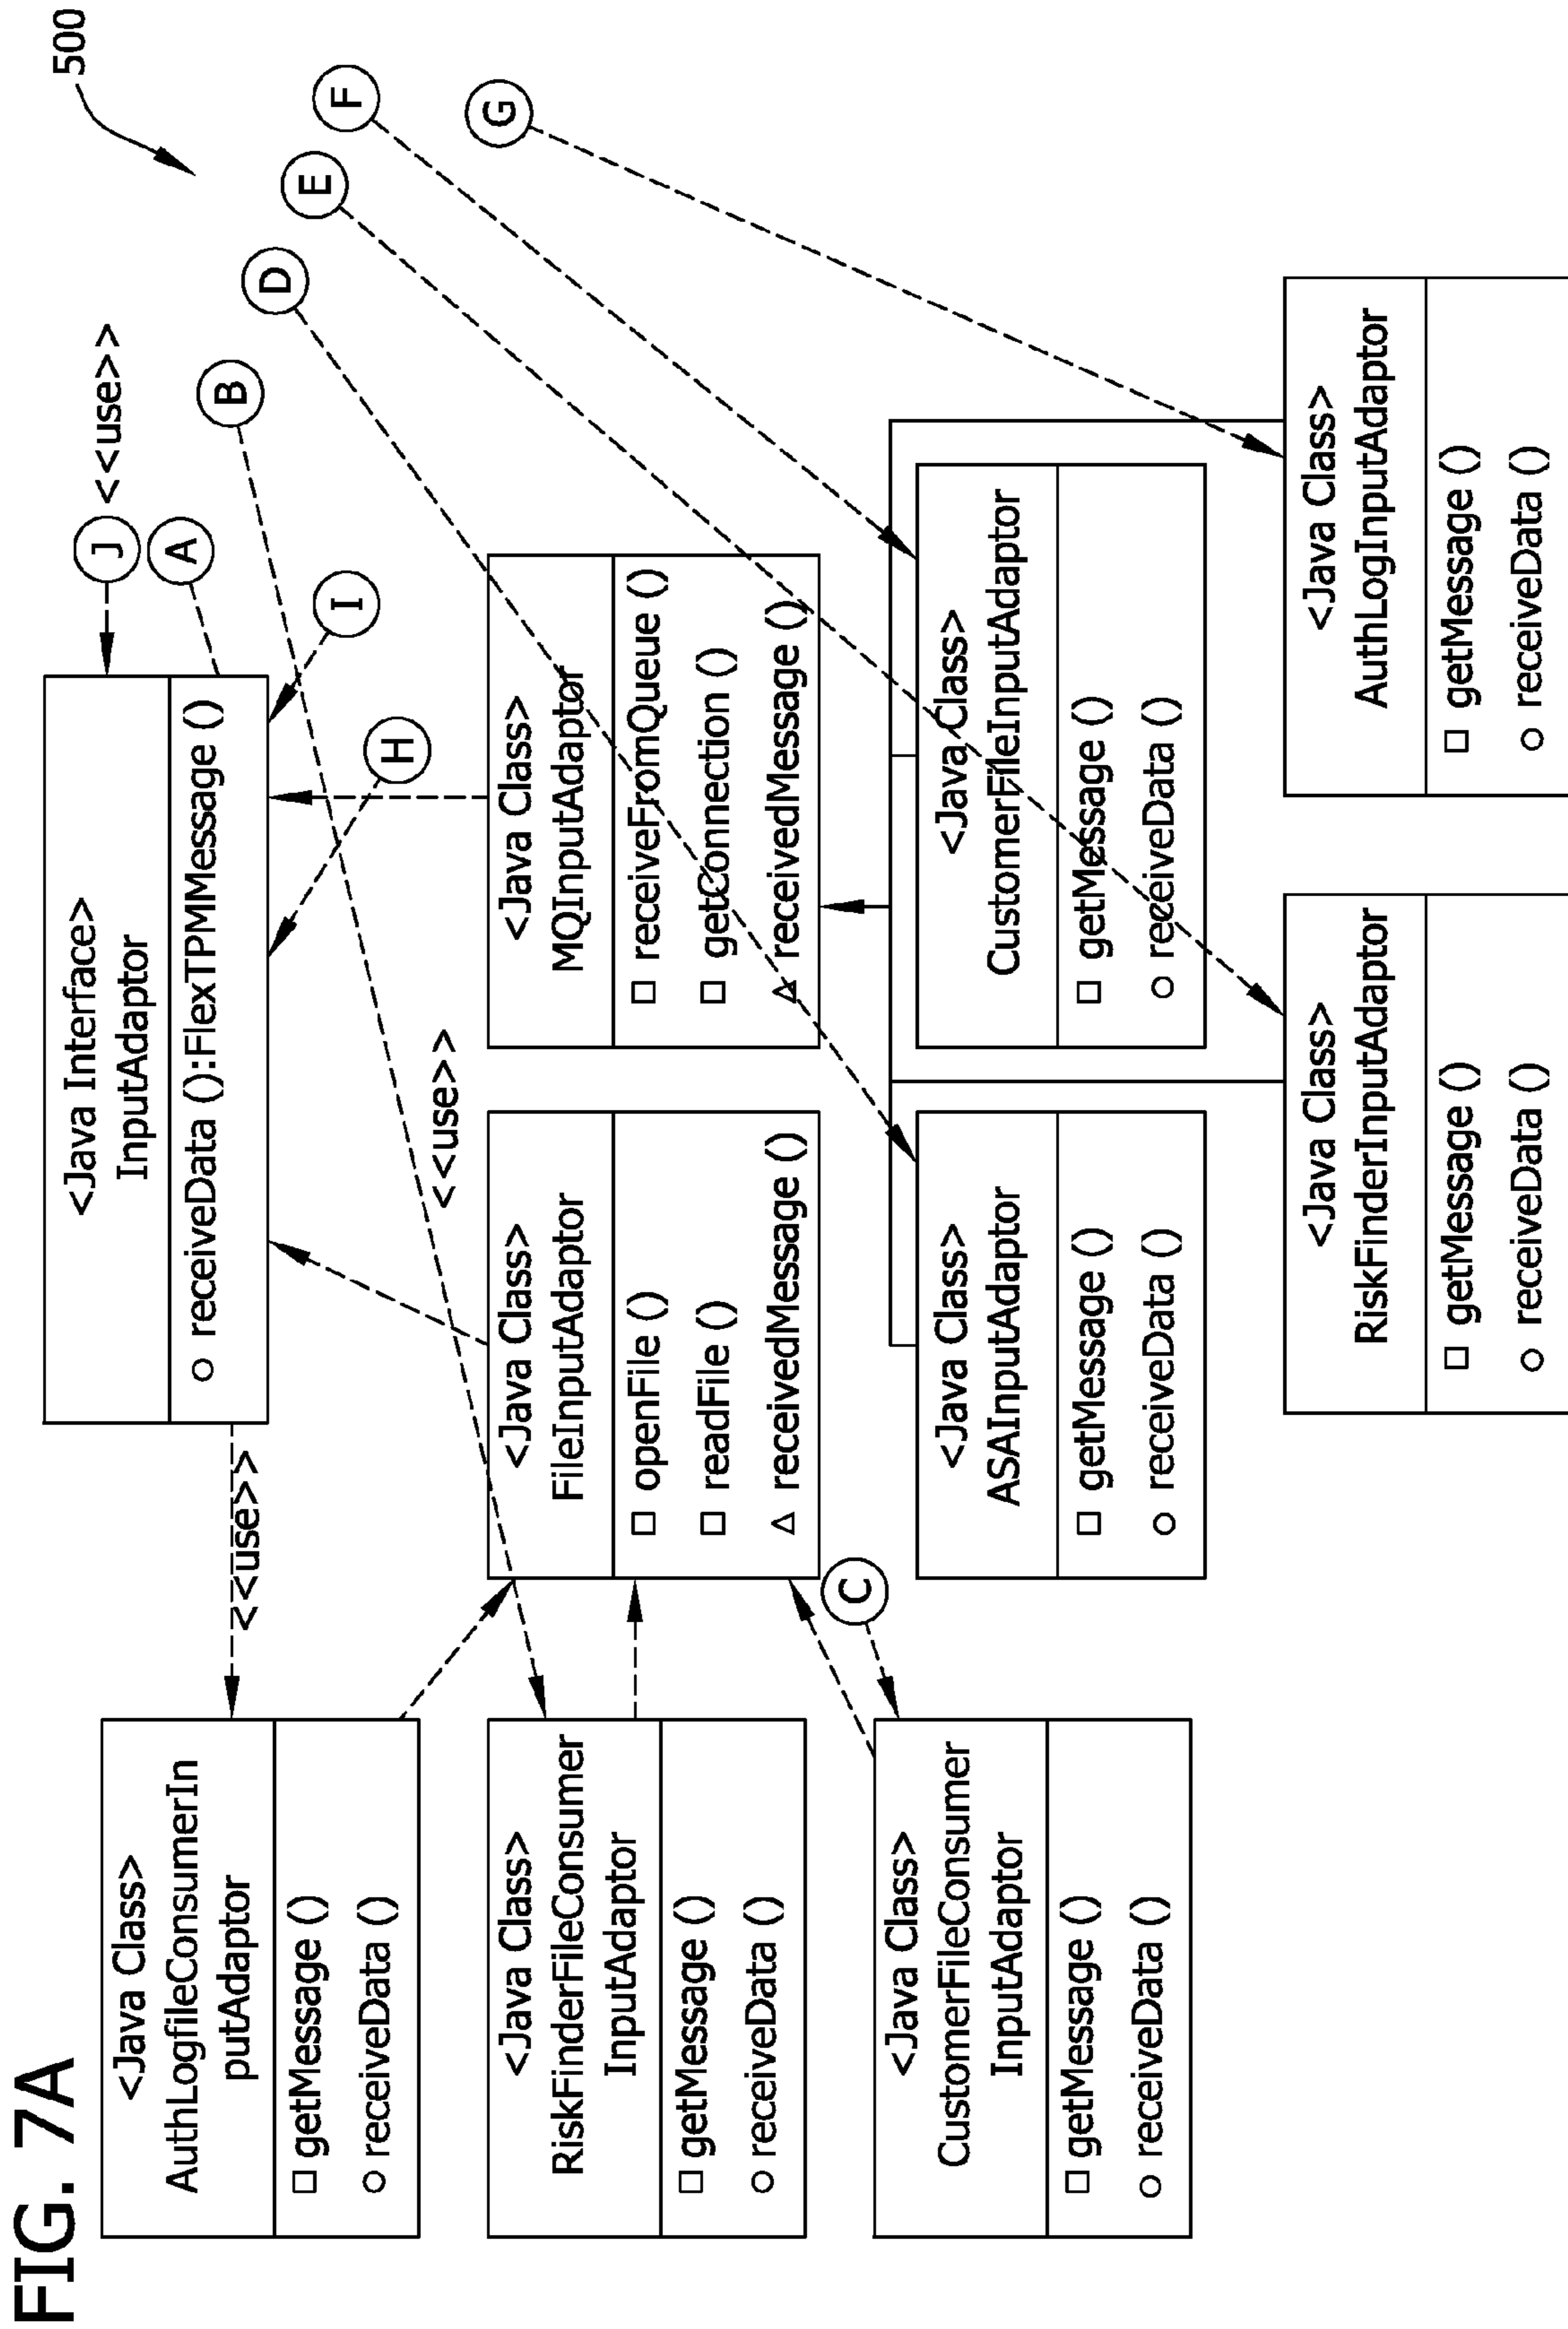 FIG. 7A
500
<Java Interface>
InputAdaptor
receiveData ():FlexTPMMessage ()
J
<<use>>
A
B
D
E
F
G
I
H
<<use>>
<<use>>
<Java Class>
AuthLogfileConsumerIn
putAdaptor
getMessage ()
receiveData ()
<Java Class>
RiskFinderFileConsumer
InputAdaptor
getMessage ()
receiveData ()
<Java Class>
CustomerFileConsumer
InputAdaptor
getMessage ()
receiveData ()
C
<Java Class>
FileInputAdaptor
openFile ()
readFile ()
receivedMessage ()
<Java Class>
MQInputAdaptor
receiveFromQueue ()
getConnection ()
receivedMessage ()
<Java Class>
ASAInputAdaptor
getMessage ()
receiveData ()
<Java Class>
CustomerFileInputAdaptor
getMessage ()
receiveData ()
<Java Class>
RiskFinderInputAdaptor
getMessage ()
receiveData ()
<Java Class>
AuthLogInputAdaptor
getMessage ()
receiveData ()